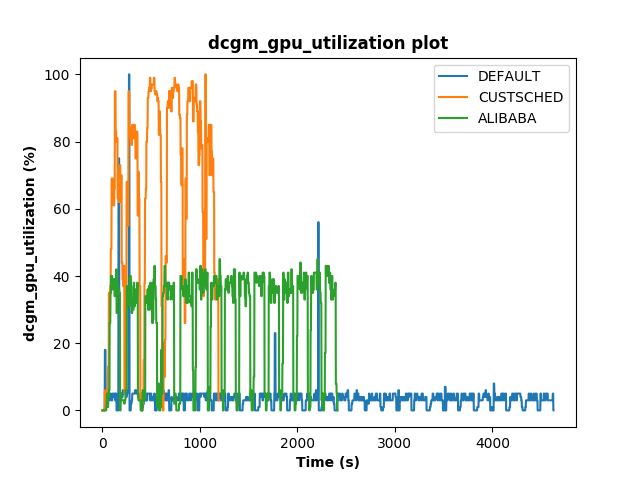 dcgm_gpu_utilization plot
DEFAULT
CUSTSCHED
ALIBABA
dcgm_gpu_utilization (%)
100
80
60
40
20
0
0 1000 2000 3000 4000
Time (s)